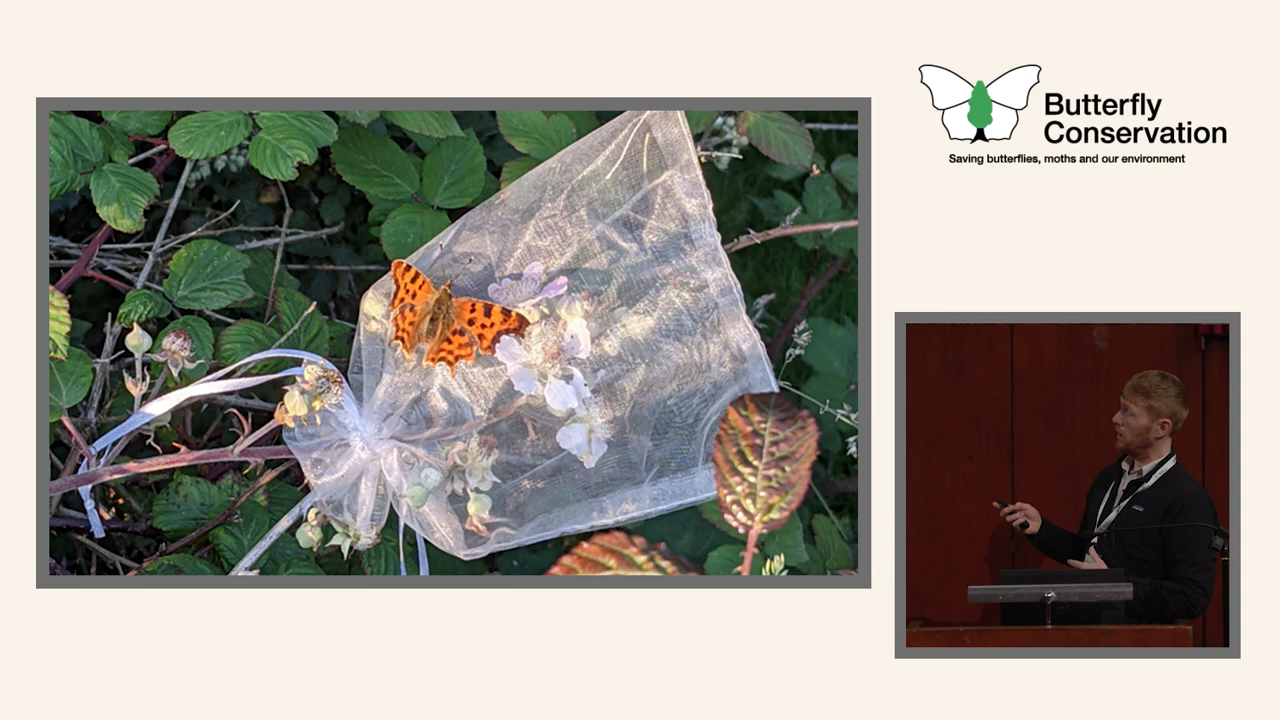 Butterfly
Conservation
Saving butterflies, moths and our environment